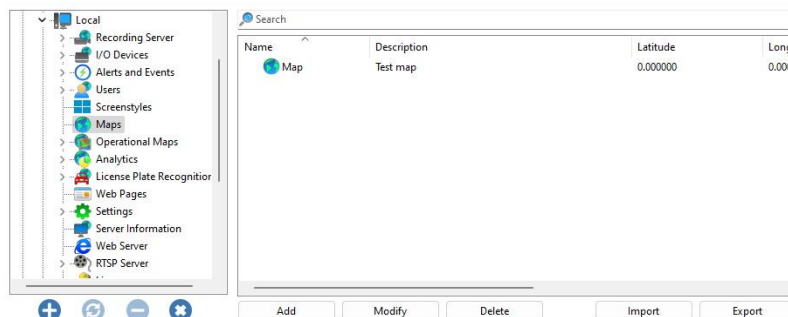 Local
Recording Server
I/O Devices
Alerts and Events
Users
Screenstyles
Maps
Operational Maps
Analytics
License Plate Recognition
Web Pages
Settings
Server Information
Web Server
RTSP Server
Search
Name Description Latitude
Map Test map 0.000000
Add Modify Delete Import Export